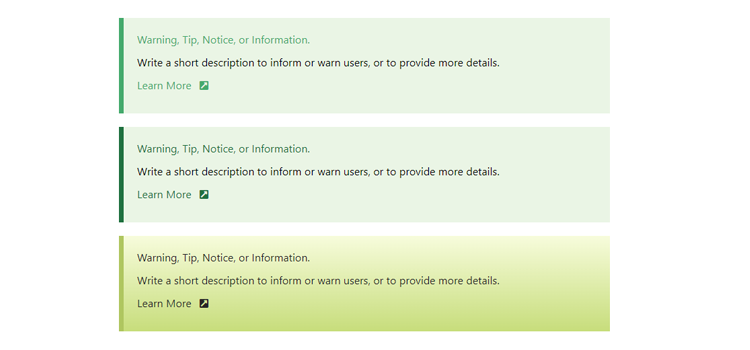 Warning, Tip, Notice, or Information.
Write a short description to inform or warn users, or to provide more details.
Learn More
Warning, Tip, Notice, or Information.
Write a short description to inform or warn users, or to provide more details.
Learn More
Warning, Tip, Notice, or Information.
Write a short description to inform or warn users, or to provide more details.
Learn More